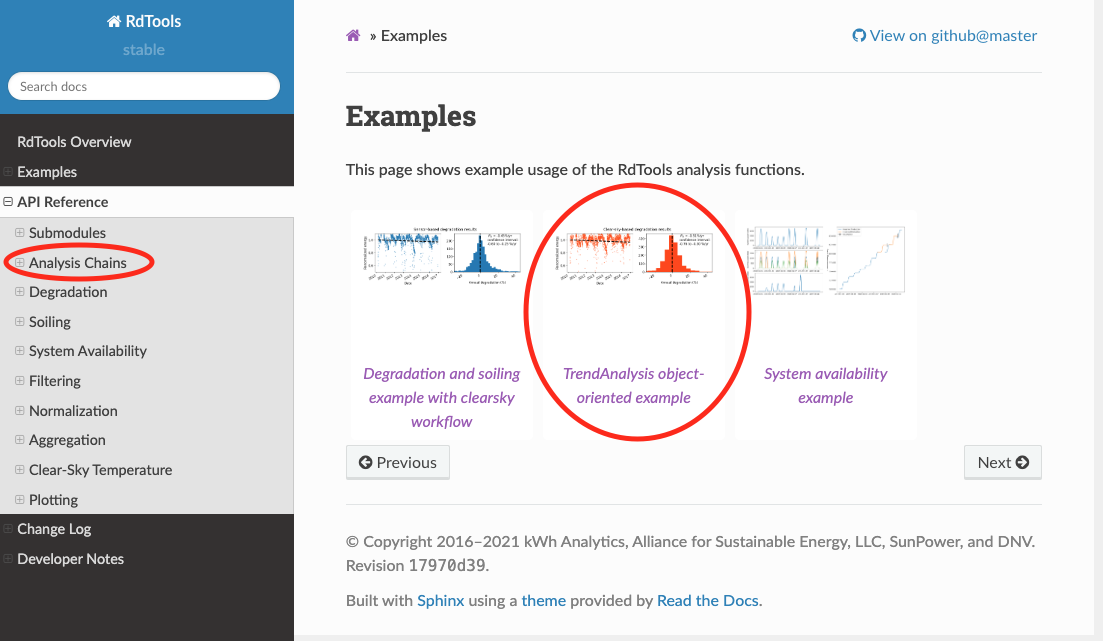 RdTools
stable
Search docs
RdTools Overview
Examples
API Reference
Submodules
Analysis Chains
Degradation
Soiling
System Availability
Filtering
Normalization
Aggregation
Clear-Sky Temperature
Plotting
Change Log
Developer Notes
» Examples
View on github@master
Examples
This page shows example usage of the RdTools analysis functions.
Degradation and soiling
example with clearsky
workflow
TrendAnalysis object-
oriented example
System availability
example
Previous
Next
© Copyright 2016–2021 kWh Analytics, Alliance for Sustainable Energy, LLC, SunPower, and DNV.
Revision 17970d39.
Built with Sphinx using a theme provided by Read the Docs.